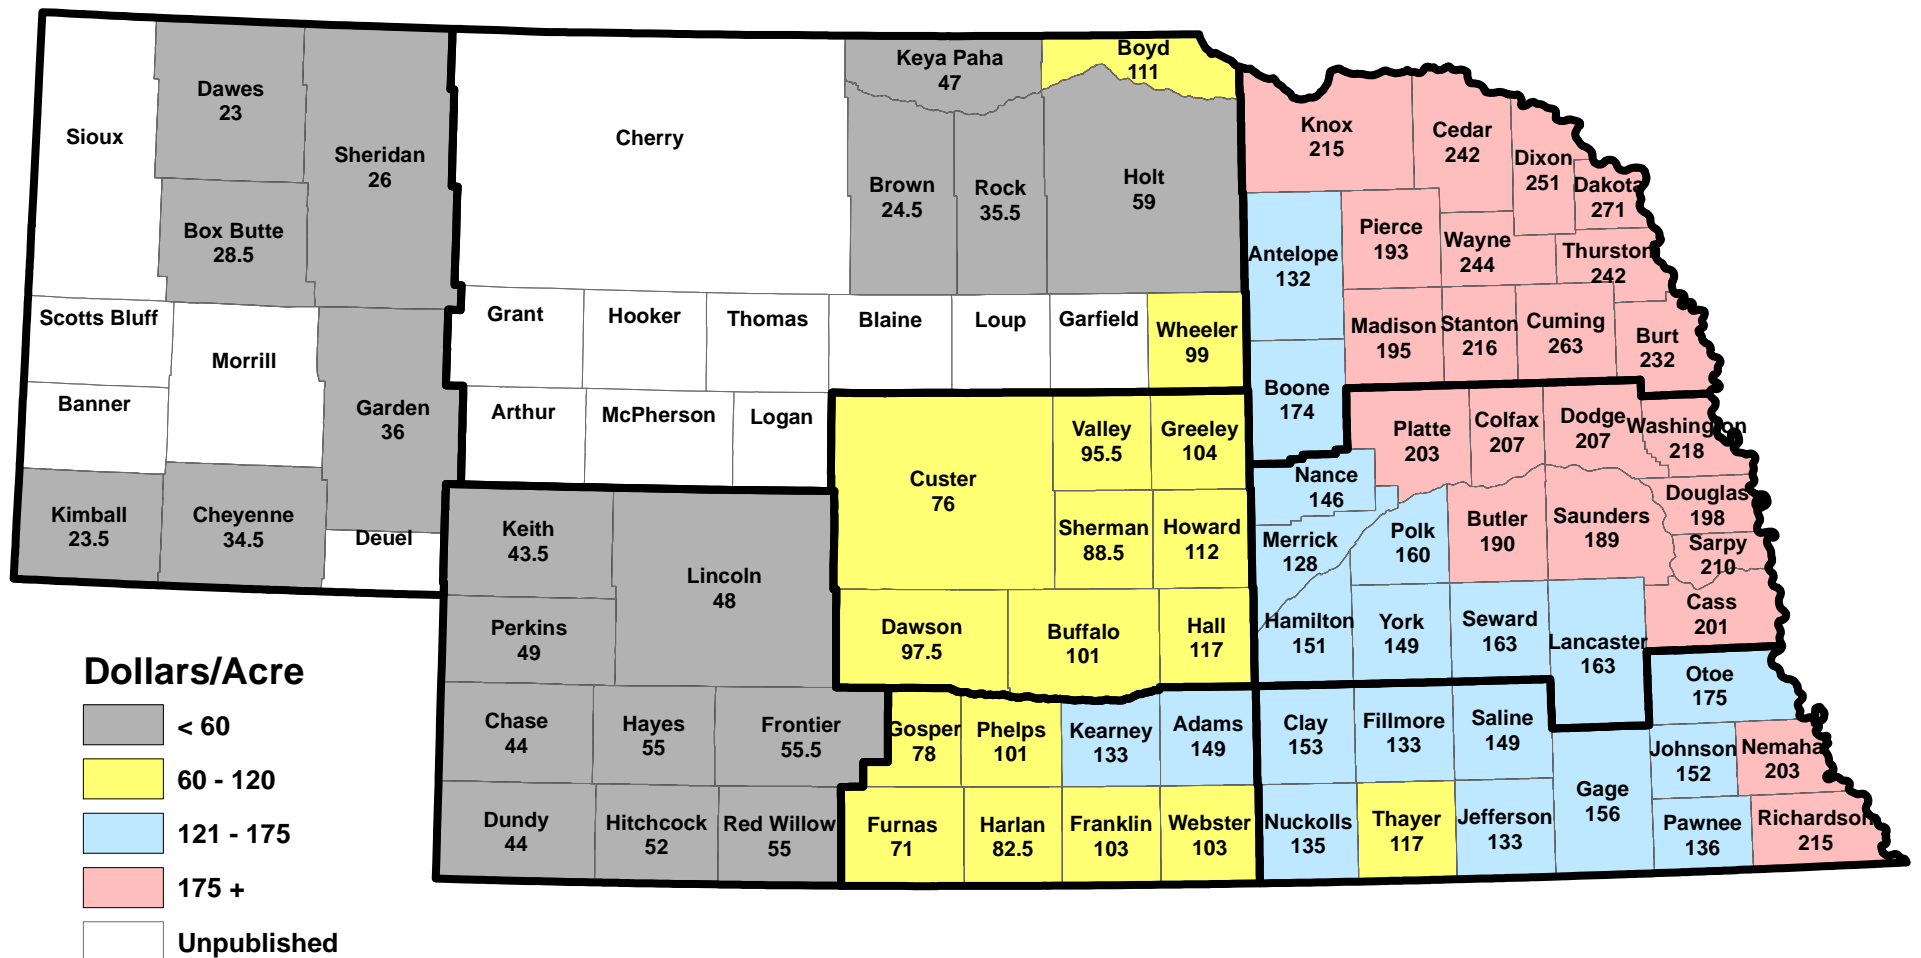 Boyd
111
Keya Paha
47
Dawes
23
Sioux
Sheridan
26
Cherry
Knox
215
Cedar
242
Dixon
251
Dakota
271
Brown
24.5
Rock
35.5
Holt
59
Box Butte
28.5
Antelope
132
Pierce
193
Wayne
244
Thurston
242
Scotts Bluff
Morrill
Grant
Hooker
Thomas
Blaine
Loup
Garfield
Wheeler
99
Madison
195
Stanton
216
Cuming
263
Burt
232
Banner
Garden
36
Arthur
McPherson
Logan
Boone
174
Custer
76
Valley
95.5
Greeley
104
Platte
203
Colfax
207
Dodge
207
Washington
218
Nance
146
Kimball
23.5
Cheyenne
34.5
Deuel
Keith
43.5
Lincoln
48
Sherman
88.5
Howard
112
Merrick
128
Polk
160
Butler
190
Saunders
189
Douglas
198
Sarpy
210
Perkins
49
Dawson
97.5
Buffalo
101
Hall
117
Hamilton
151
York
149
Seward
163
Lancaster
163
Cass
201
Otoe
175
Chase
44
Hayes
55
Frontier
55.5
Gosper
78
Phelps
101
Kearney
133
Adams
149
Clay
153
Fillmore
133
Saline
149
Gage
156
Johnson
152
Nemaha
203
Dundy
44
Hitchcock
52
Red Willow
55
Furnas
71
Harlan
82.5
Franklin
103
Webster
103
Nuckolls
135
Thayer
117
Jefferson
133
Pawnee
136
Richardson
215
Dollars/Acre
< 60
60 - 120
121 - 175
175 +
Unpublished